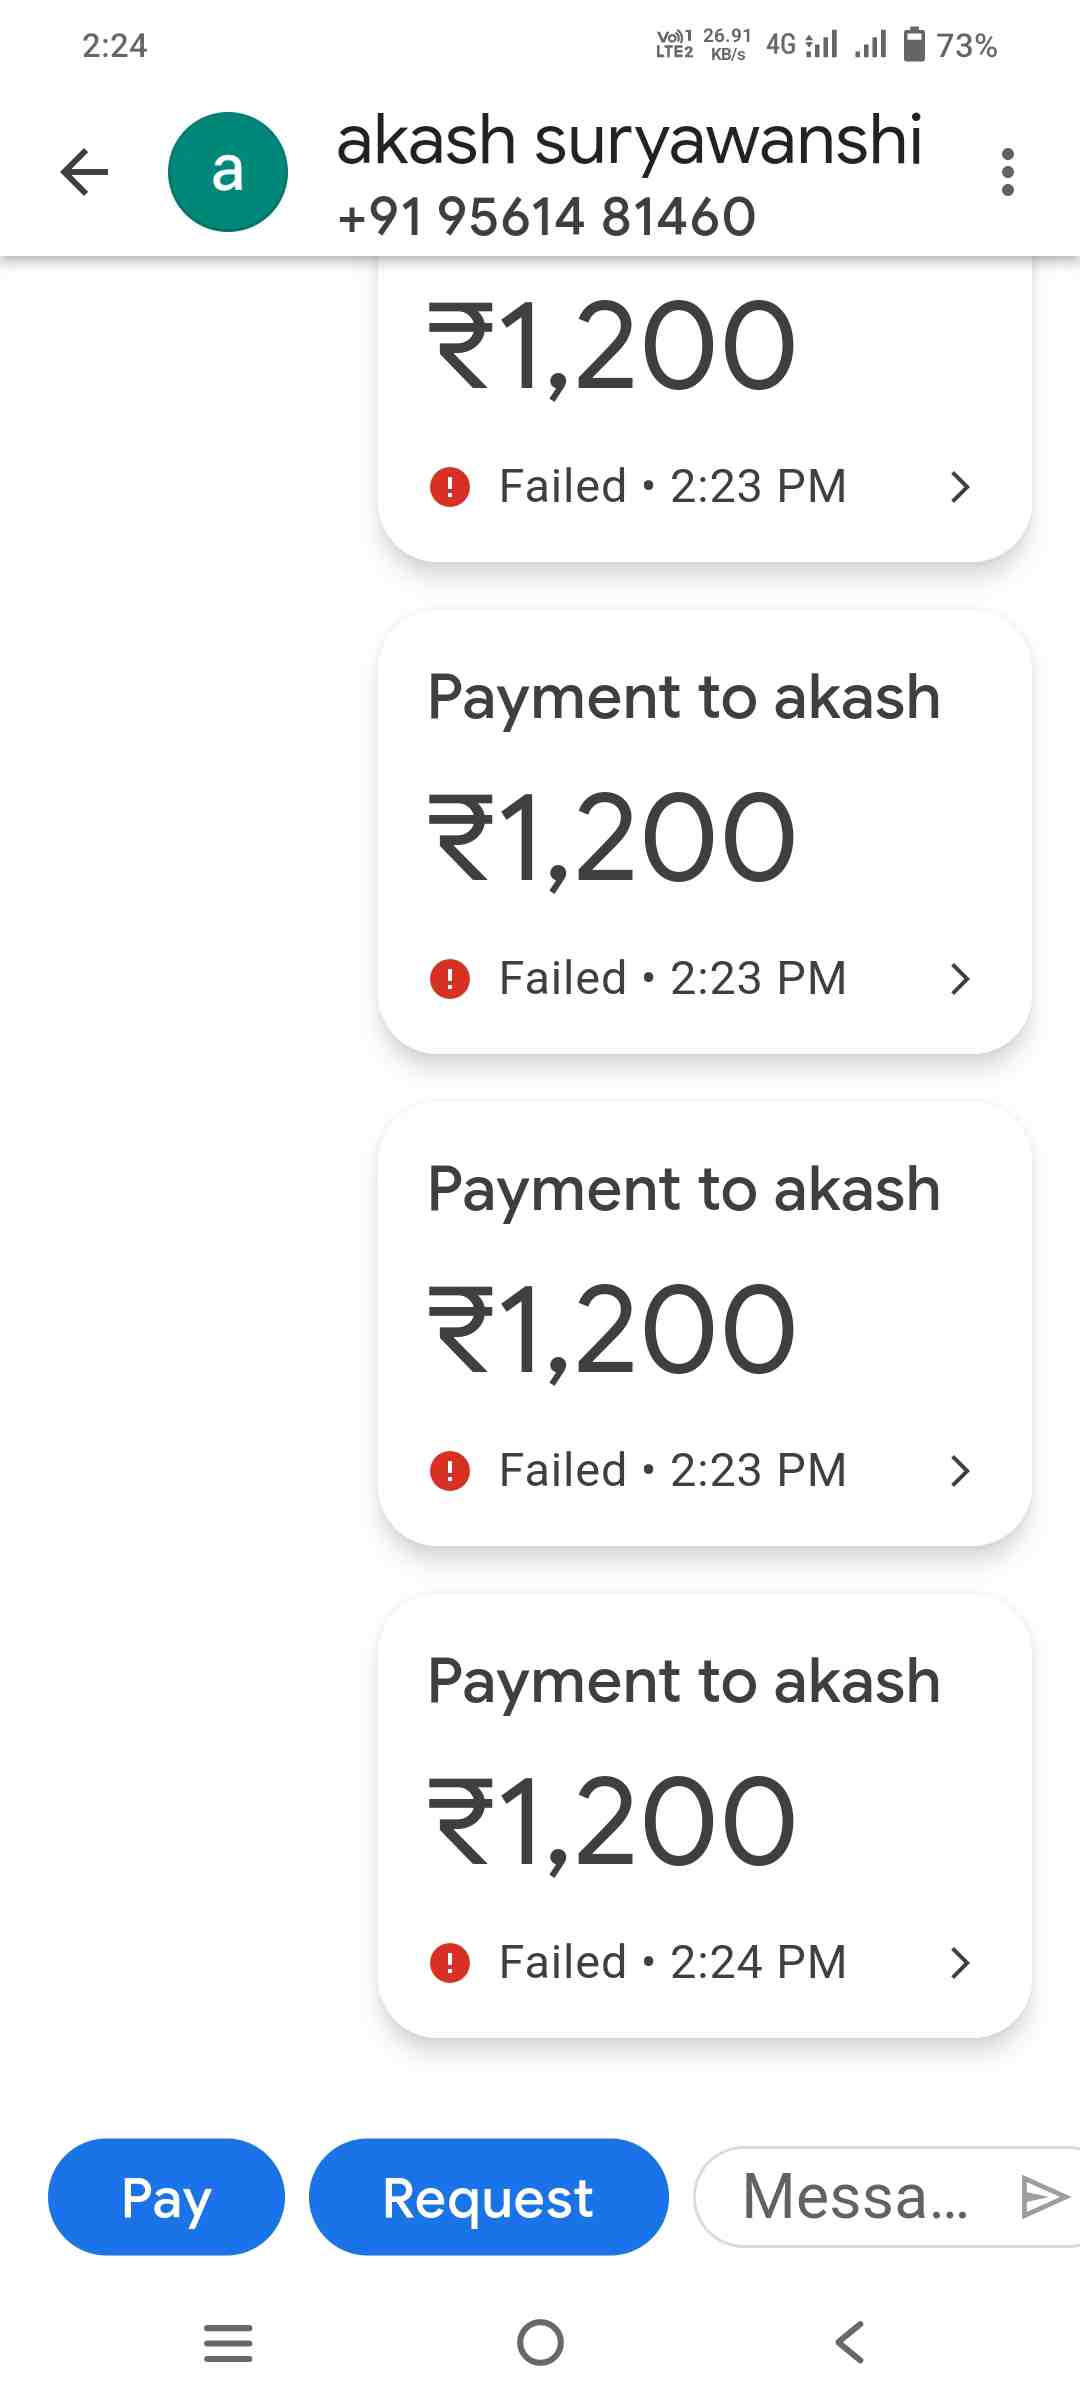 2:24
Vo)) 1 LTE2 26.91 KB/s 4G 73%
akash suryawanshi
a
+91 95614 81460
₹1,200
Failed • 2:23 PM
Payment to akash
₹1,200
Failed • 2:23 PM
Payment to akash
₹1,200
Failed • 2:23 PM
Payment to akash
₹1,200
Failed • 2:24 PM
Pay Request Messa...